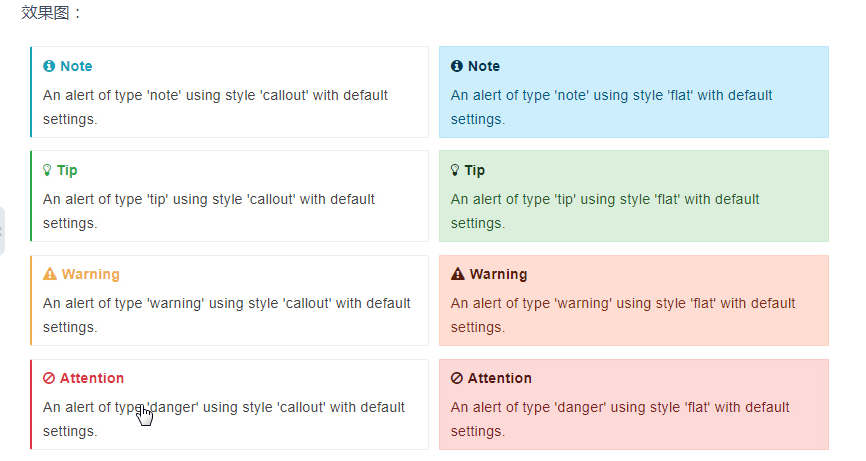 效果图：
Note
An alert of type 'note' using style 'callout' with default
settings.
Note
An alert of type 'note' using style 'flat' with default
settings.
Tip
An alert of type 'tip' using style 'callout' with default
settings.
Tip
An alert of type 'tip' using style 'flat' with default
settings.
Warning
An alert of type 'warning' using style 'callout' with default
settings.
Warning
An alert of type 'warning' using style 'flat' with default
settings.
Attention
An alert of type 'danger' using style 'callout' with default
settings.
Attention
An alert of type 'danger' using style 'flat' with default
settings.